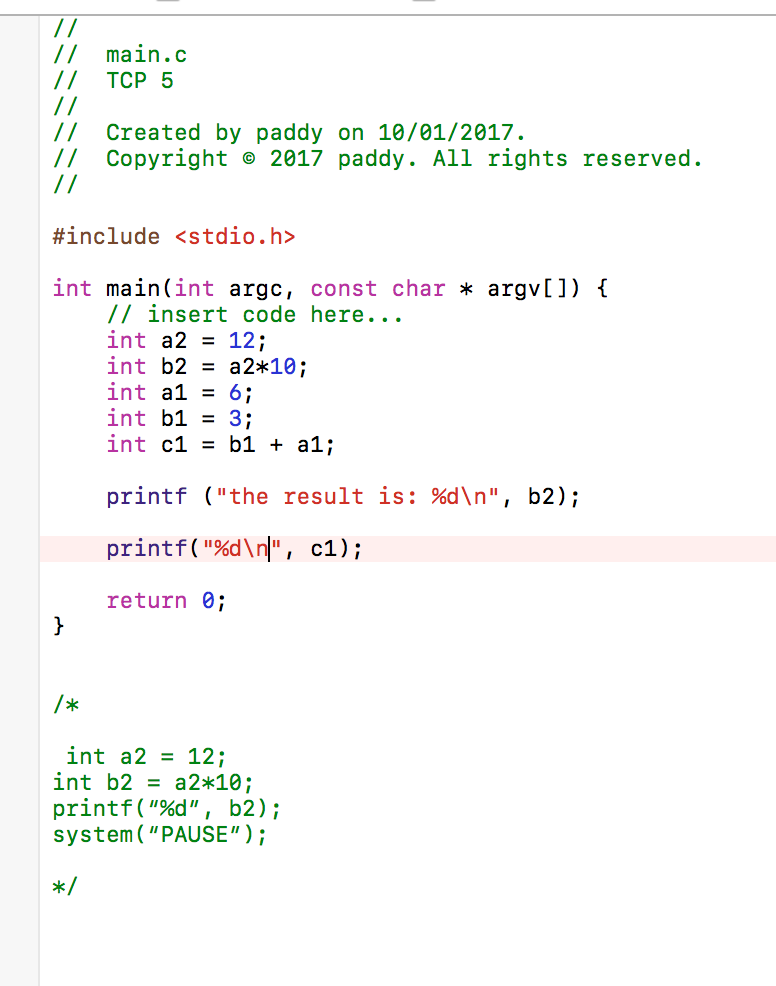 //
//  main.c
//  TCP 5
//
//  Created by paddy on 10/01/2017.
//  Copyright © 2017 paddy. All rights reserved.
//
#include <stdio.h>
int main(int argc, const char * argv[]) {
    // insert code here...
    int a2 = 12;
    int b2 = a2*10;
    int a1 = 6;
    int b1 = 3;
    int c1 = b1 + a1;
    printf ("the result is: %d\n", b2);
    printf("%d\n", c1);
    return 0;
}
/*
 int a2 = 12;
int b2 = a2*10;
printf(“%d”, b2);
system(“PAUSE”);
*/